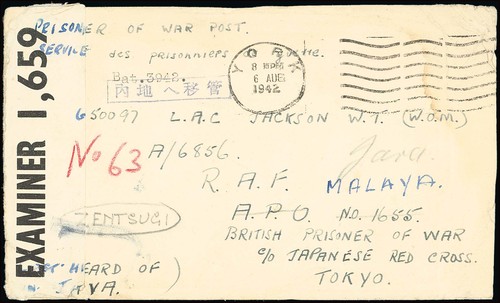 EXAMINER 1,659
PRISONER OF WAR POST.
SERVICE des prisonniers de guerre.
Bat. 3942.
内地へ移管
YORK
8 PM
6 AUG
1942
650097 L.A.C JACKSON W.T. (W.O.M.)
No 63 A/6856.
Java.
R.A.F. MALAYA.
A.P.O. NO. 1655.
ZENTSUGI
BRITISH PRISONER OF WAR
C/o JAPANESE RED CROSS.
TOKYO.
HEARD OF)
JAVA.